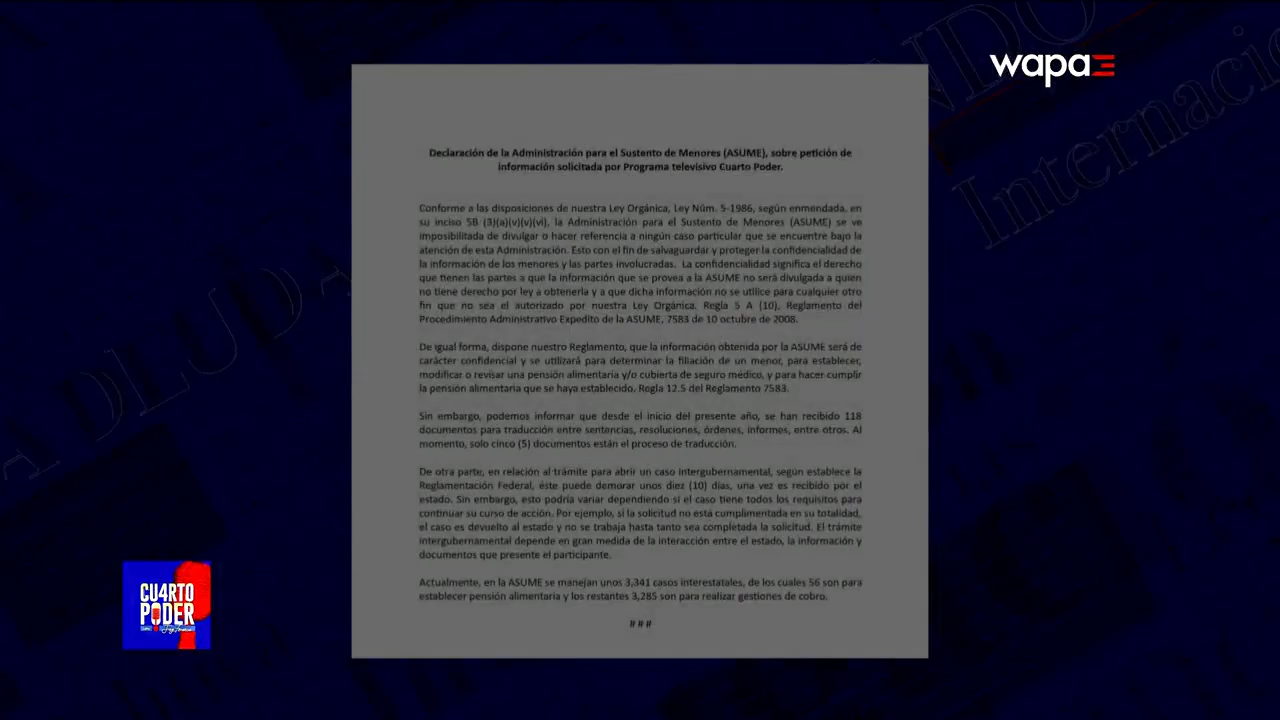 wapa
Declaración de la Administración para el Sustento de Menores (ASUME), sobre petición de
información solicitada por Programa televisivo Cuarto Poder.
Conforme a las disposiciones de nuestra Ley Orgánica, Ley Núm. 5-1986, según enmendada, en
su inciso 5B (3)(a)(v)(v)(vi), la Administración para el Sustento de Menores (ASUME) se ve
imposibilitada de divulgar o hacer referencia a ningún caso particular que se encuentre bajo la
atención de esta Administración. Esto con el fin de salvaguardar y proteger la confidencialidad de
la información de los menores y las partes involucradas. La confidencialidad significa el derecho
que tienen las partes a que la información que se provea a la ASUME no será divulgada a quien
no tiene derecho por ley a obtenerla y a que dicha información no se utilice para cualquier otro
fin que no sea el autorizado por nuestra Ley Orgánica. Regla 5 A (10), Reglamento del
Procedimiento Administrativo Expedito de la ASUME, 7583 de 10 octubre de 2008.
De igual forma, dispone nuestro Reglamento, que la información obtenida por la ASUME será de
carácter confidencial y se utilizará para determinar la filiación de un menor, para establecer,
modificar o revisar una pensión alimentaria y/o cubierta de seguro médico, y para hacer cumplir
la pensión alimentaria que se haya establecido. Regla 12.5 del Reglamento 7583.
Sin embargo, podemos informar que desde el inicio del presente año, se han recibido 118
documentos para traducción entre sentencias, resoluciones, órdenes, informes, entre otros. Al
momento, solo cinco (5) documentos están el proceso de traducción.
De otra parte, en relación al trámite para abrir un caso Intergubernamental, según establece la
Reglamentación Federal, éste puede demorar unos diez (10) días, una vez es recibido por el
estado. Sin embargo, esto podría variar dependiendo si el caso tiene todos los requisitos para
continuar su curso de acción. Por ejemplo, si la solicitud no está cumplimentada en su totalidad,
el caso es devuelto al estado y no se trabaja hasta tanto sea completada la solicitud. El trámite
intergubernamental depende en gran medida de la interacción entre el estado, la información y
documentos que presente el participante.
Actualmente, en la ASUME se manejan unos 3,341 casos interestatales, de los cuales 56 son para
establecer pensión alimentaria y los restantes 3,285 son para realizar gestiones de cobro.
# # #
CU4RTO
PODER
Internaci